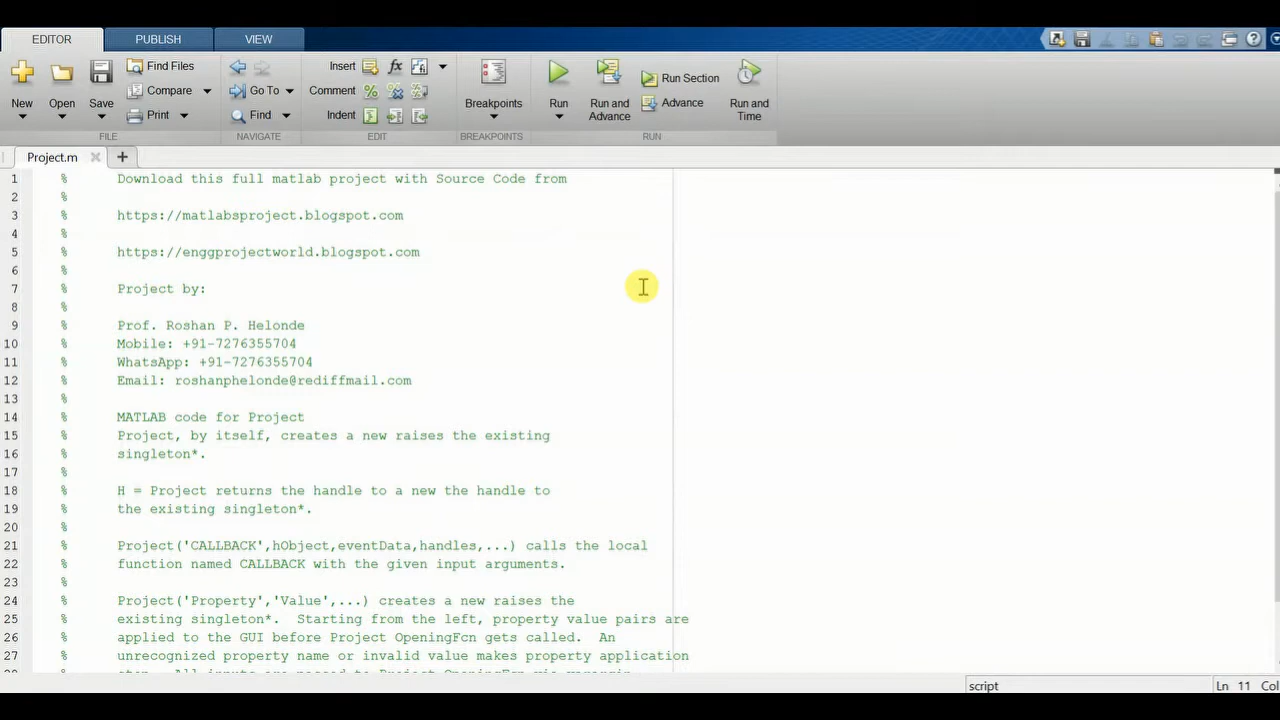 EDITOR PUBLISH VIEW
New Open Save Find Files Compare Print
FILE
Go To Find
NAVIGATE
Insert fx
Comment
Indent
EDIT
Breakpoints
BREAKPOINTS
Run Run and Advance Run Section Advance Run and Time
RUN
Project.m
1 % Download this full matlab project with Source Code from
2 %
3 % https://matlabsproject.blogspot.com
4 %
5 % https://enggprojectworld.blogspot.com
6 %
7 % Project by:
8 %
9 % Prof. Roshan P. Helonde
10 % Mobile: +91-7276355704
11 % WhatsApp: +91-7276355704
12 % Email: roshanphelonde@rediffmail.com
13 %
14 % MATLAB code for Project
15 % Project, by itself, creates a new raises the existing
16 % singleton*.
17 %
18 % H = Project returns the handle to a new the handle to
19 % the existing singleton*.
20 %
21 % Project('CALLBACK',hObject,eventData,handles,...) calls the local
22 % function named CALLBACK with the given input arguments.
23 %
24 % Project('Property','Value',...) creates a new raises the
25 % existing singleton*. Starting from the left, property value pairs are
26 % applied to the GUI before Project OpeningFcn gets called. An
27 % unrecognized property name or invalid value makes property application
script Ln 11 Col